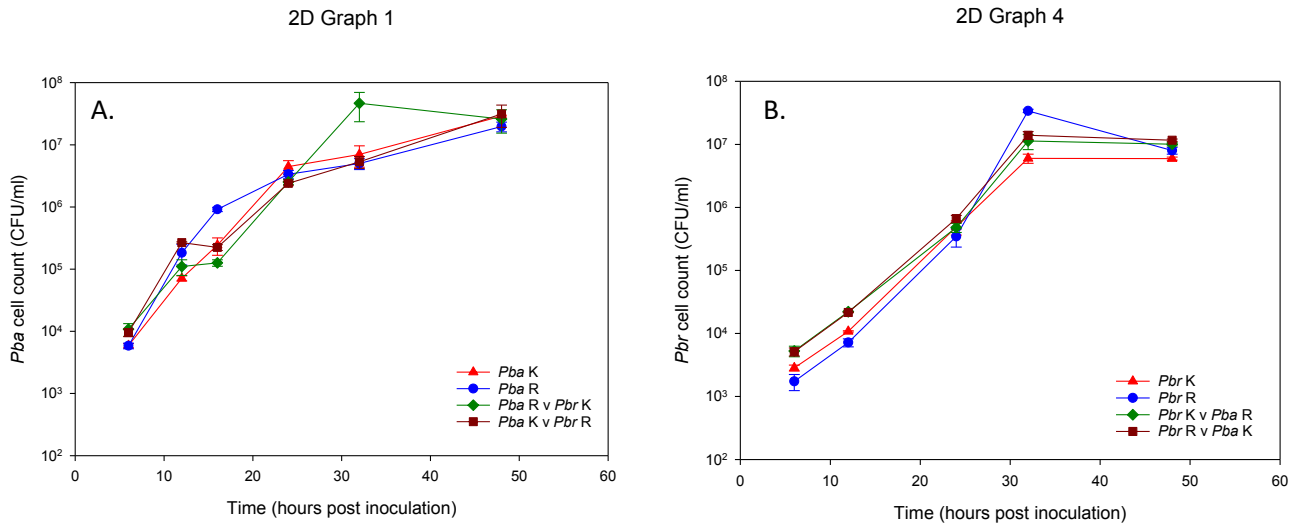 2D Graph 1
A.
Pba cell count (CFU/ml)
10^8
10^7
10^6
10^5
10^4
10^3
10^2
0 10 20 30 40 50 60
Time (hours post inoculation)
Pba K
Pba R
Pba R v Pbr K
Pba K v Pbr R
2D Graph 4
B.
Pbr cell count (CFU/ml)
10^8
10^7
10^6
10^5
10^4
10^3
10^2
0 10 20 30 40 50 60
Time (hours post inoculation)
Pbr K
Pbr R
Pbr K v Pba R
Pbr R v Pba K